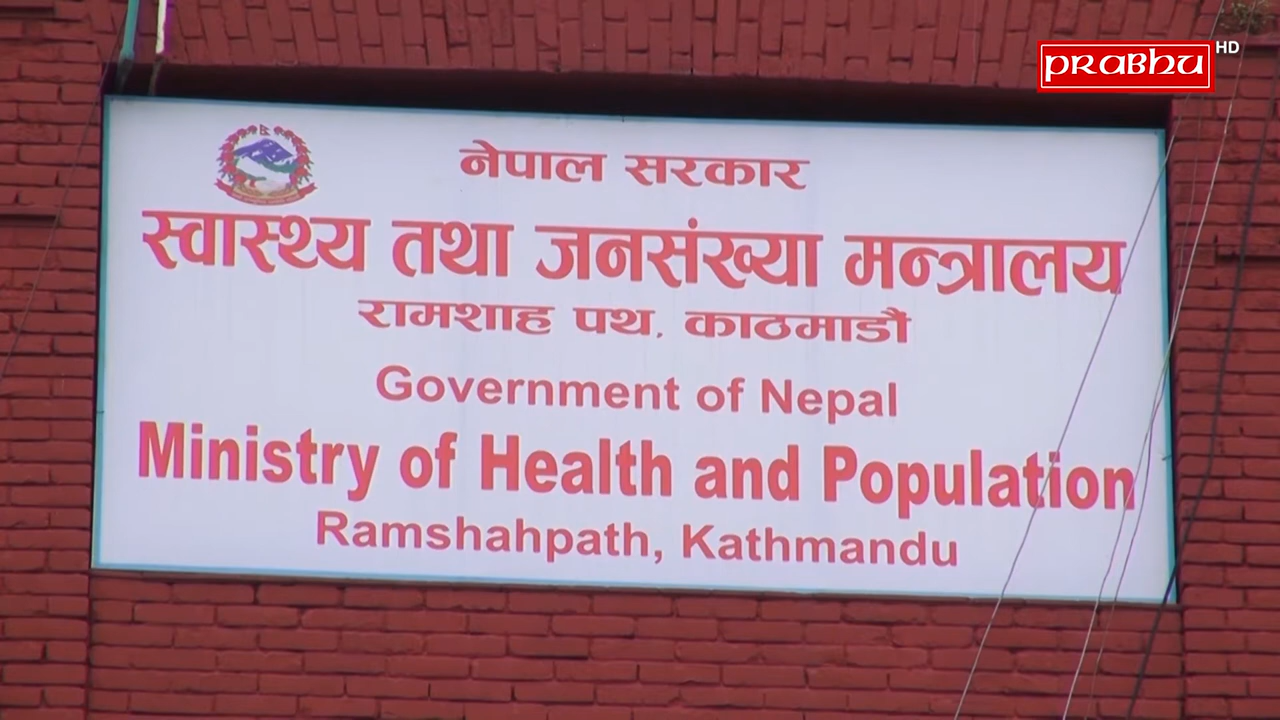 PRABHU HD
नेपाल सरकार
स्वास्थ्य तथा जनसंख्या मन्त्रालय
रामशाह पथ, काठमाडौं
Government of Nepal
Ministry of Health and Population
Ramshahpath, Kathmandu